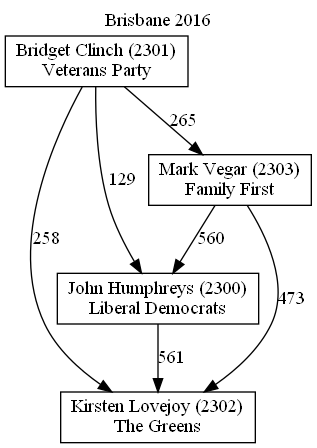 Brisbane 2016
Bridget Clinch (2301)
Veterans Party
265
129
Mark Vegar (2303)
Family First
258
560
John Humphreys (2300)
Liberal Democrats
473
561
Kirsten Lovejoy (2302)
The Greens